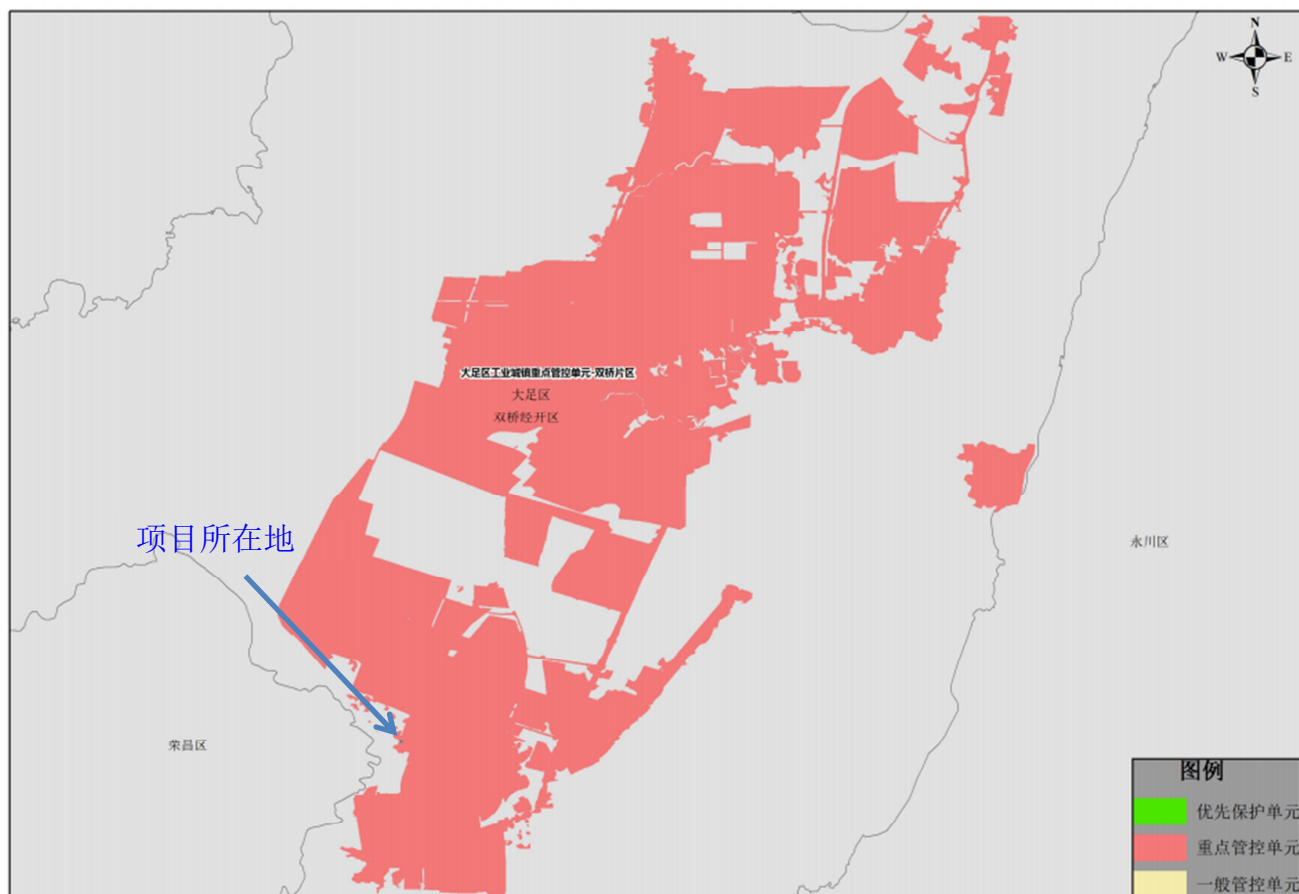 N
W E
S
大足区工业城镇重点管控单元-双桥片区
大足区
双桥经开区
项目所在地
永川区
荣昌区
图例
优先保护单元
重点管控单元
一般管控单元